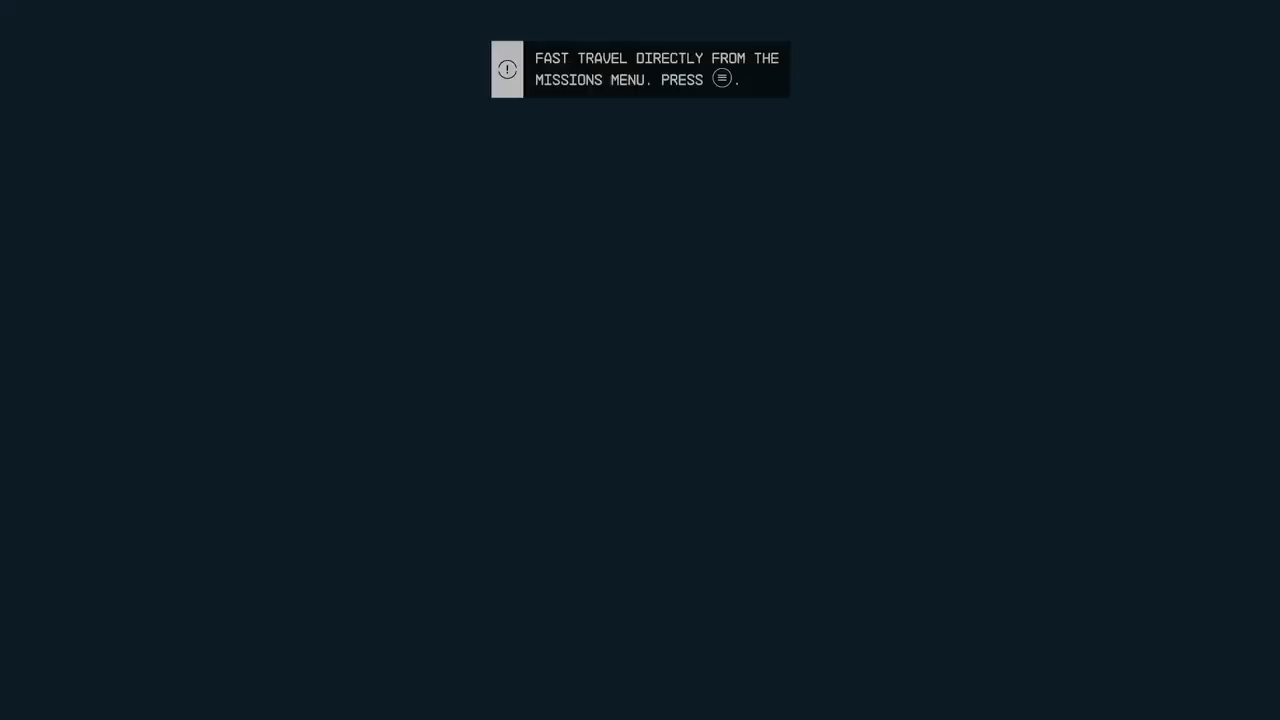 FAST TRAVEL DIRECTLY FROM THE
MISSIONS MENU. PRESS .